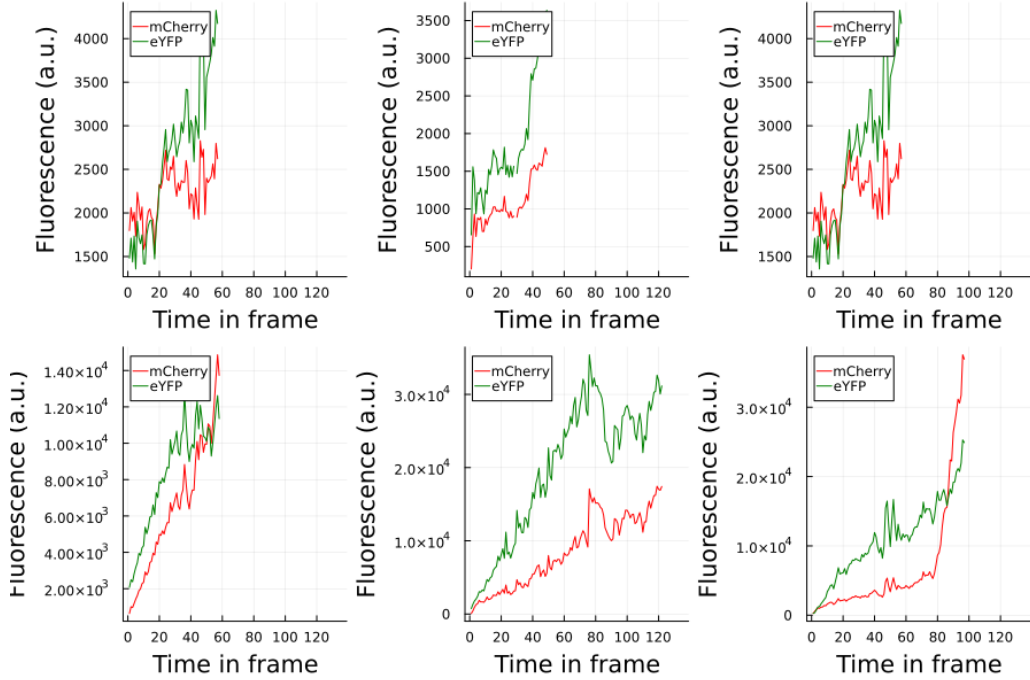 mCherry
eYFP
Fluorescence (a.u.)
4000
3500
3000
2500
2000
1500
0 20 40 60 80 100 120
Time in frame
mCherry
eYFP
Fluorescence (a.u.)
3500
3000
2500
2000
1500
1000
500
0 20 40 60 80 100 120
Time in frame
mCherry
eYFP
Fluorescence (a.u.)
4000
3500
3000
2500
2000
1500
0 20 40 60 80 100 120
Time in frame
mCherry
eYFP
Fluorescence (a.u.)
1.40×10⁴
1.20×10⁴
1.00×10⁴
8.00×10³
6.00×10³
4.00×10³
2.00×10³
0 20 40 60 80 100 120
Time in frame
mCherry
eYFP
Fluorescence (a.u.)
3.0×10⁴
2.0×10⁴
1.0×10⁴
0
0 20 40 60 80 100 120
Time in frame
mCherry
eYFP
Fluorescence (a.u.)
3.0×10⁴
2.0×10⁴
1.0×10⁴
0
0 20 40 60 80 100 120
Time in frame